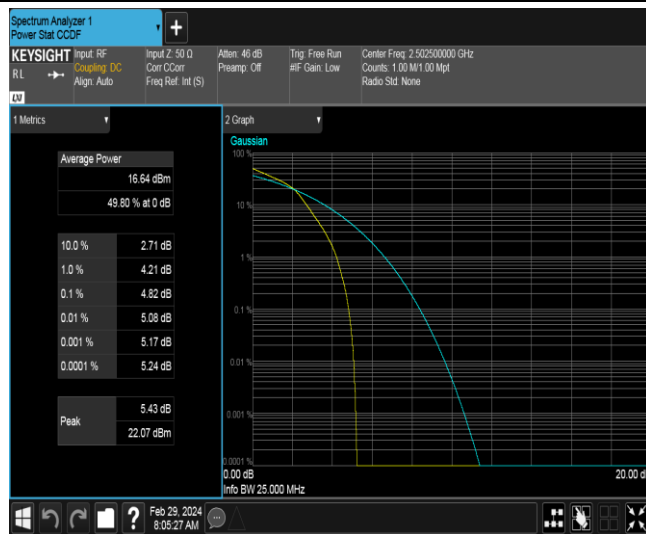 Spectrum Analyzer 1
Power Stat CCDF
+
KEYSIGHT
RL
LXI
Input: RF
Coupling: DC
Align: Auto
Input Z: 50 Ω
Corr CCorr
Freq Ref: Int (S)
Atten: 46 dB
Preamp: Off
Trig: Free Run
#IF Gain: Low
Center Freq: 2.502500000 GHz
Counts: 1.00 M/1.00 Mpt
Radio Std: None
1 Metrics
Average Power
16.64 dBm
49.80 % at 0 dB
10.0 % 2.71 dB
1.0 % 4.21 dB
0.1 % 4.82 dB
0.01 % 5.08 dB
0.001 % 5.17 dB
0.0001 % 5.24 dB
Peak
5.43 dB
22.07 dBm
2 Graph
Gaussian
100 %
10 %
1 %
0.1 %
0.01 %
0.001 %
0.0001 %
0.00 dB
20.00 d
Info BW 25.000 MHz
?
Feb 29, 2024
8:05:27 AM